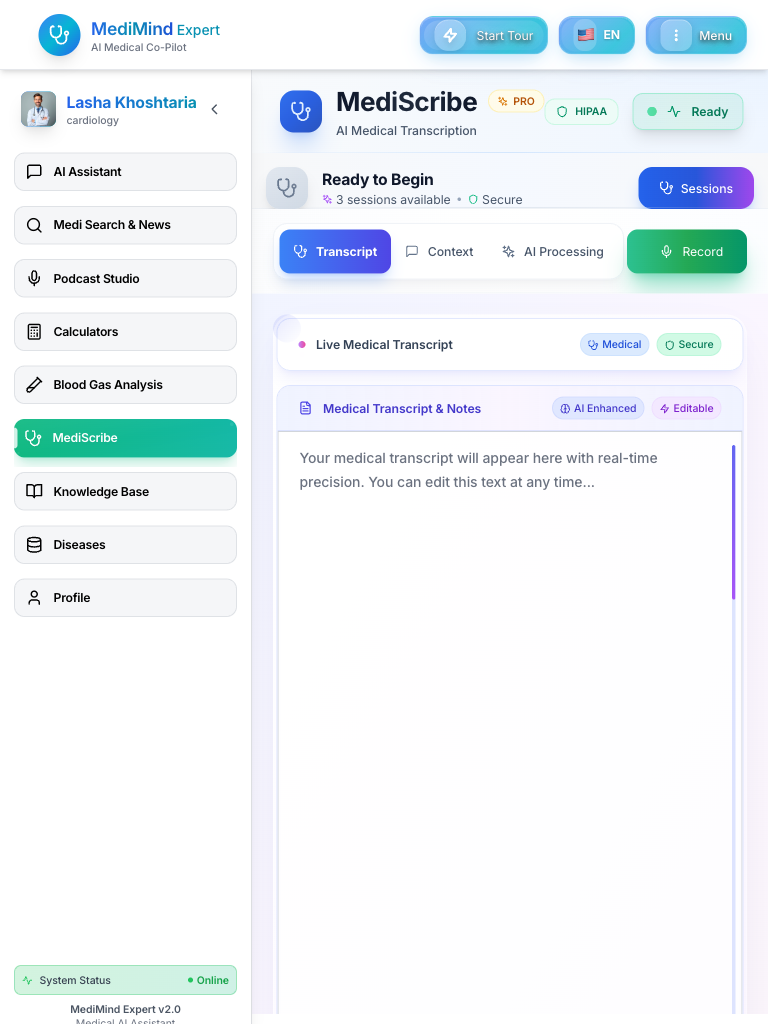 MediMind Expert
AI Medical Co-Pilot
Start Tour
EN
Menu
Lasha Khoshtaria
cardiology
AI Assistant
Medi Search & News
Podcast Studio
Calculators
Blood Gas Analysis
MediScribe
Knowledge Base
Diseases
Profile
System Status
Online
MediMind Expert v2.0
Medical AI Assistant
MediScribe
PRO
HIPAA
Ready
AI Medical Transcription
Ready to Begin
3 sessions available • Secure
Sessions
Transcript
Context
AI Processing
Record
Live Medical Transcript
Medical
Secure
Medical Transcript & Notes
AI Enhanced
Editable
Your medical transcript will appear here with real-time
precision. You can edit this text at any time...